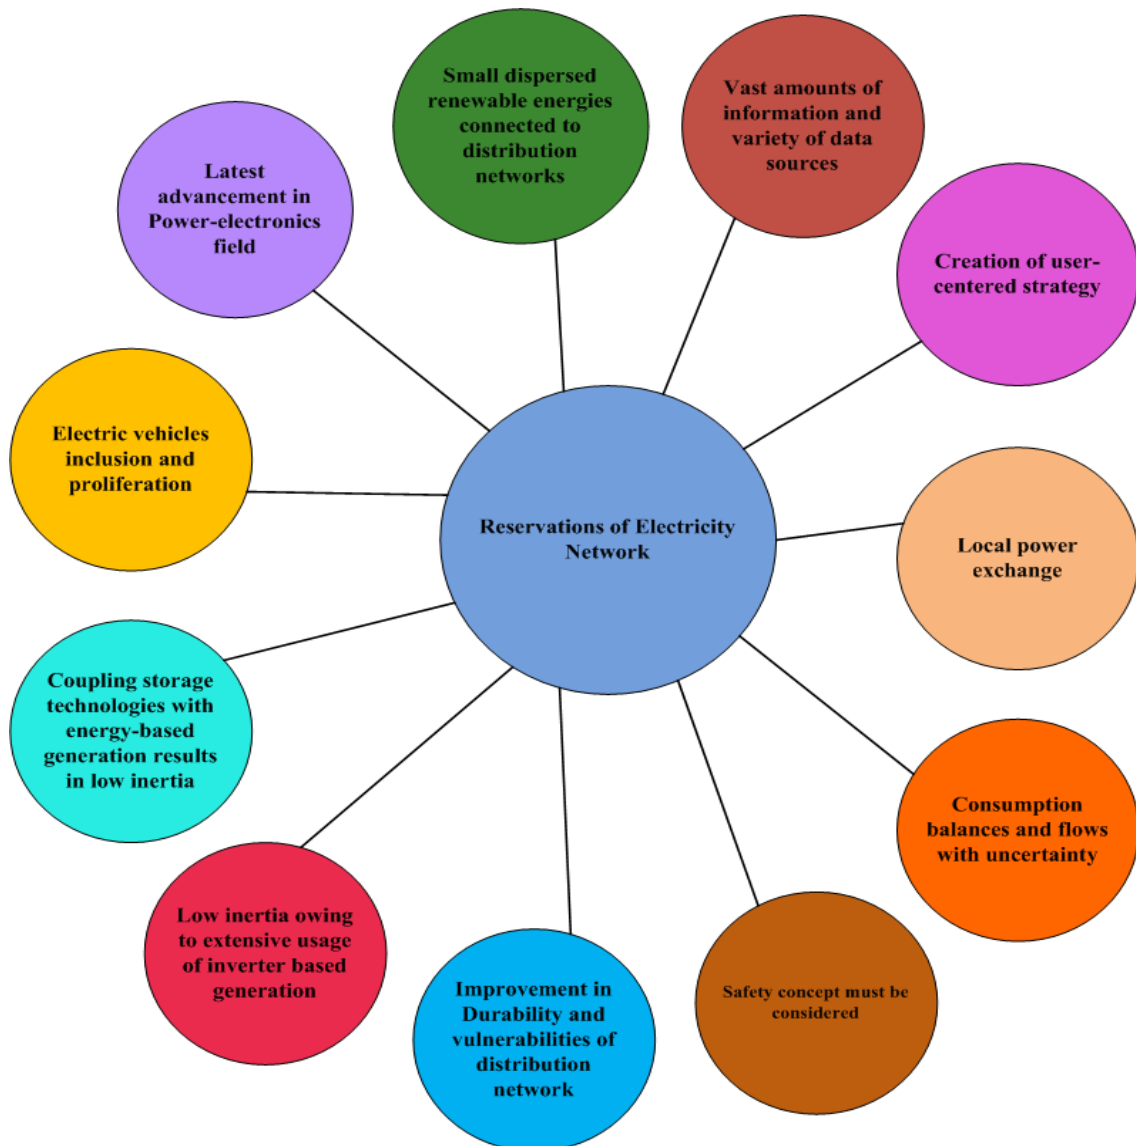 Small dispersed
renewable energies
connected to
distribution
networks
Vast amounts of
information and
variety of data
sources
Latest
advancement in
Power-electronics
field
Creation of user-
centered strategy
Electric vehicles
inclusion and
proliferation
Reservations of Electricity
Network
Local power
exchange
Coupling storage
technologies with
energy-based
generation results
in low inertia
Consumption
balances and flows
with uncertainty
Low inertia owing
to extensive usage
of inverter based
generation
Improvement in
Durability and
vulnerabilities of
distribution
network
Safety concept must be
considered